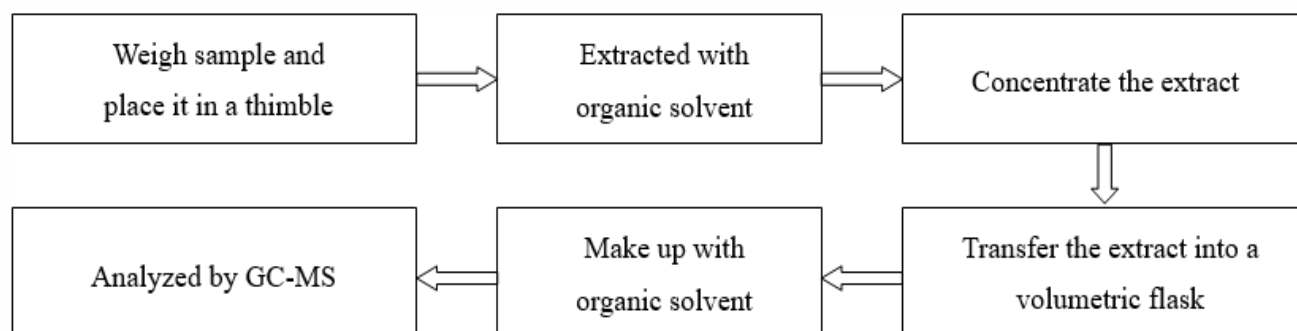 Weigh sample and
place it in a thimble
Extracted with
organic solvent
Concentrate the extract
Transfer the extract into a
volumetric flask
Make up with
organic solvent
Analyzed by GC-MS